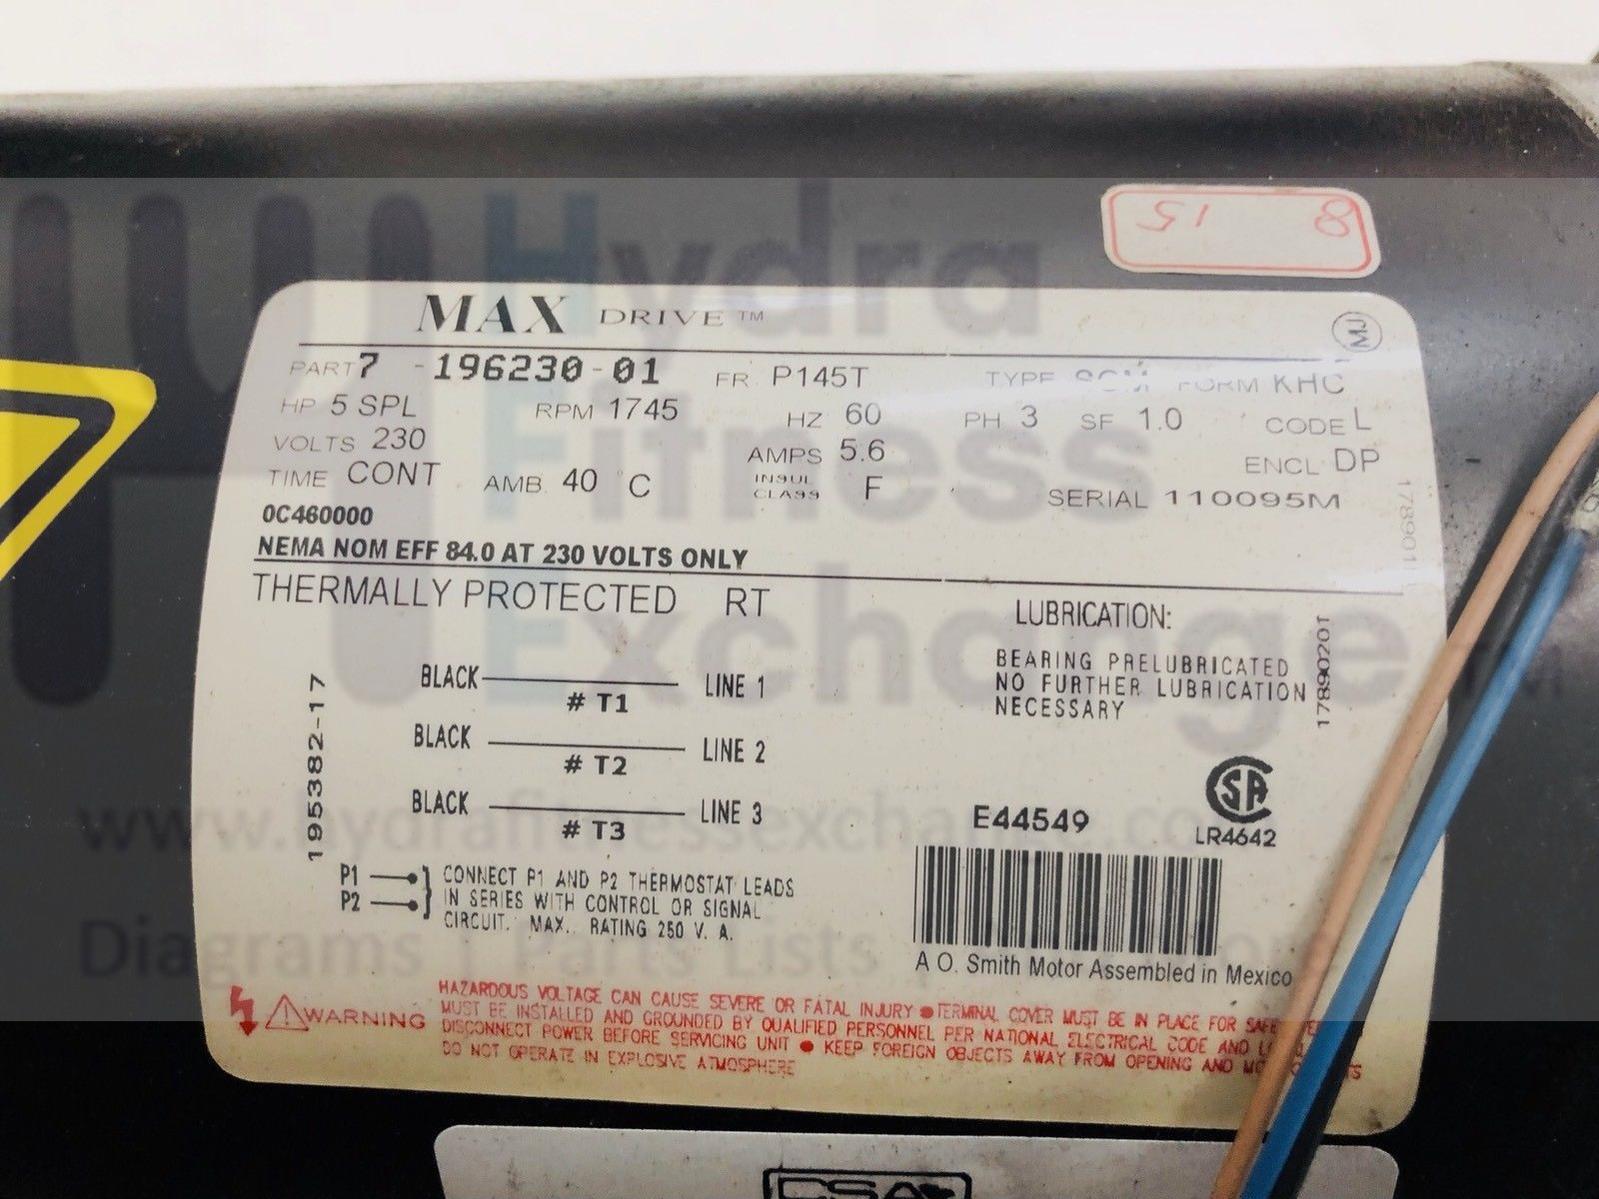 8 15
MAX DRIVE™
MJ
PART 7-196230-01 FR P145T TYPE SCM FORM KHC
HP 5 SPL RPM 1745 HZ 60 PH 3 SF 1.0 CODE L
VOLTS 230 AMPS 5.6 ENCL DP
TIME CONT AMB 40 °C INSUL CLASS F SERIAL 110095M
0C460000
NEMA NOM EFF 84.0 AT 230 VOLTS ONLY
THERMALLY PROTECTED RT
LUBRICATION:
BEARING PRELUBRICATED
NO FURTHER LUBRICATION
NECESSARY
17890201
195382-17
BLACK # T1 LINE 1
BLACK # T2 LINE 2
BLACK # T3 LINE 3
P1
P2
CONNECT P1 AND P2 THERMOSTAT LEADS
IN SERIES WITH CONTROL OR SIGNAL
CIRCUIT. MAX. RATING 250 V. A.
E44549
LR4642
A O. Smith Motor Assembled in Mexico
WARNING
HAZARDOUS VOLTAGE CAN CAUSE SEVERE OR FATAL INJURY ● TERMINAL COVER MUST BE IN PLACE FOR
MUST BE INSTALLED AND GROUNDED BY QUALIFIED PERSONNEL PER NATIONAL ELECTRICAL CODE AND
DISCONNECT POWER BEFORE SERVICING UNIT ● KEEP FOREIGN OBJECTS AWAY FROM OPENING AND
DO NOT OPERATE IN EXPLOSIVE ATMOSPHERE
CSA
Hydra
Fitness
Exchange
www.hydrafitnessexchange.com
Diagrams | Parts Lists